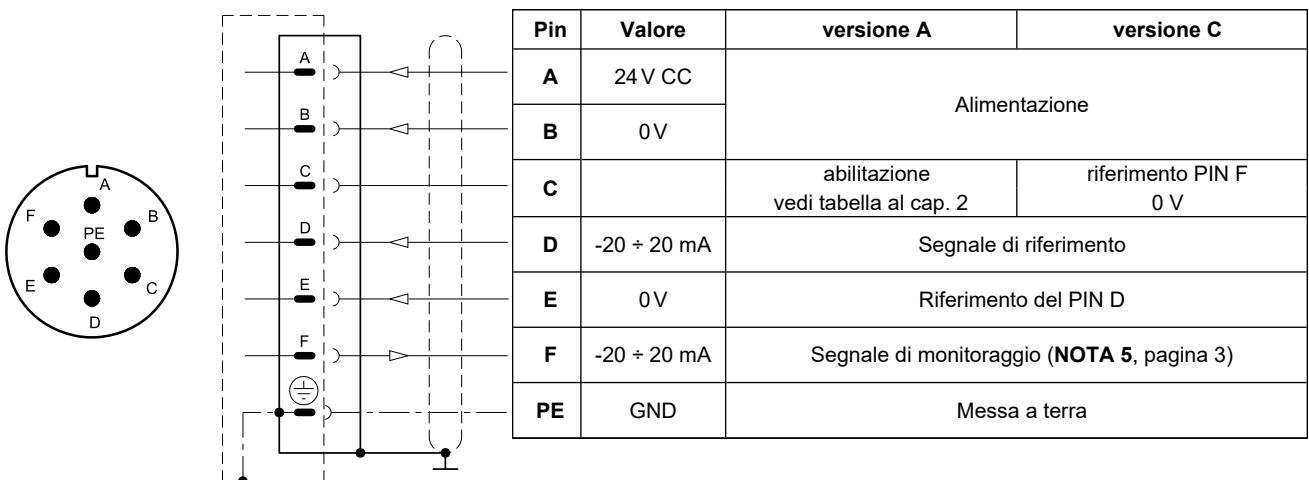 A
B
C
D
E
F
PE
A
B
C
D
E
F
Pin Valore versione A versione C
A 24 V CC Alimentazione
B 0 V
C abilitazione vedi tabella al cap. 2 riferimento PIN F 0 V
D -20 ÷ 20 mA Segnale di riferimento
E 0 V Riferimento del PIN D
F -20 ÷ 20 mA Segnale di monitoraggio (NOTA 5, pagina 3)
PE GND Messa a terra